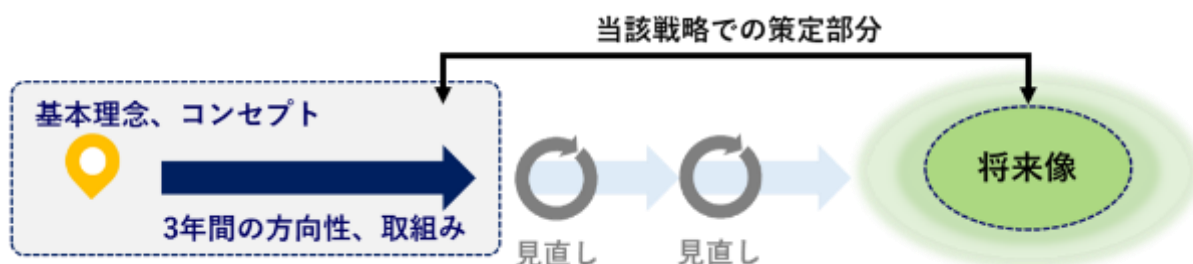 当該戦略での策定部分
基本理念、コンセプト
3年間の方向性、取組み
見直し
見直し
将来像